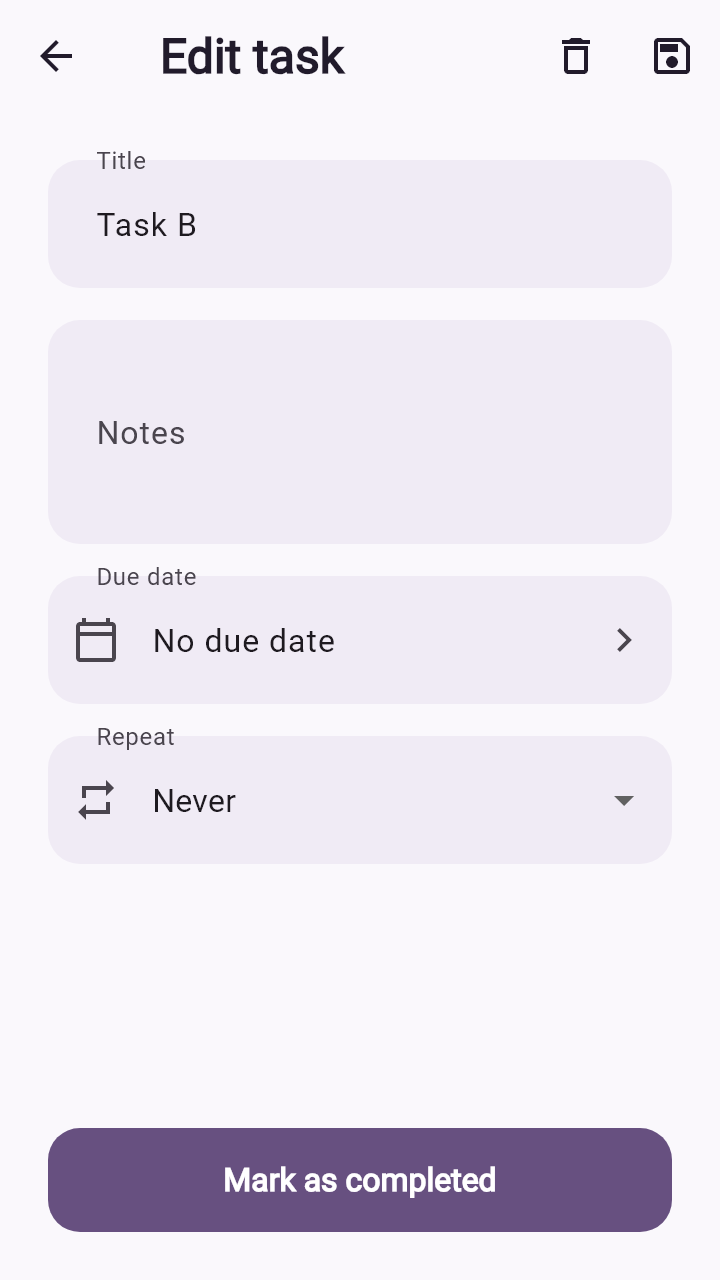 Edit task
Title
Task B
Notes
Due date
No due date
Repeat
Never
Mark as completed